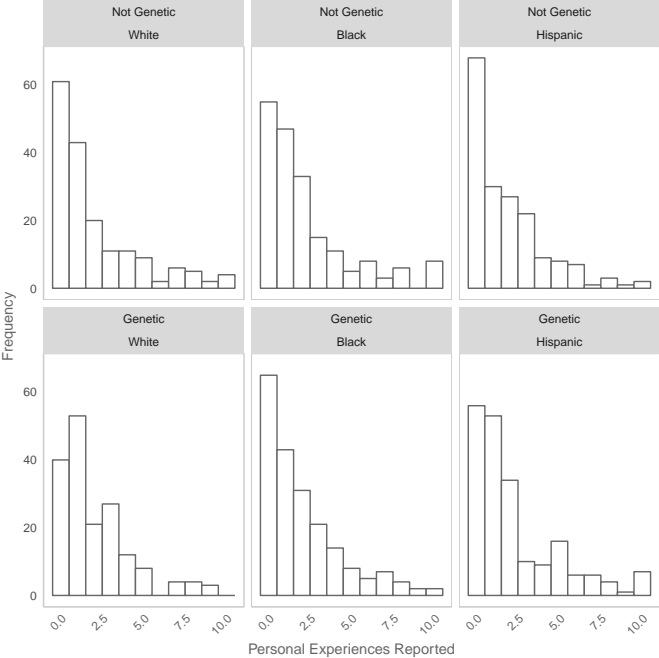 Not Genetic Not Genetic Not Genetic
White Black Hispanic
60
40
20
0
Frequency
Genetic Genetic Genetic
White Black Hispanic
60
40
20
0
0.0 2.5 5.0 7.5 10.0 0.0 2.5 5.0 7.5 10.0 0.0 2.5 5.0 7.5 10.0
Personal Experiences Reported